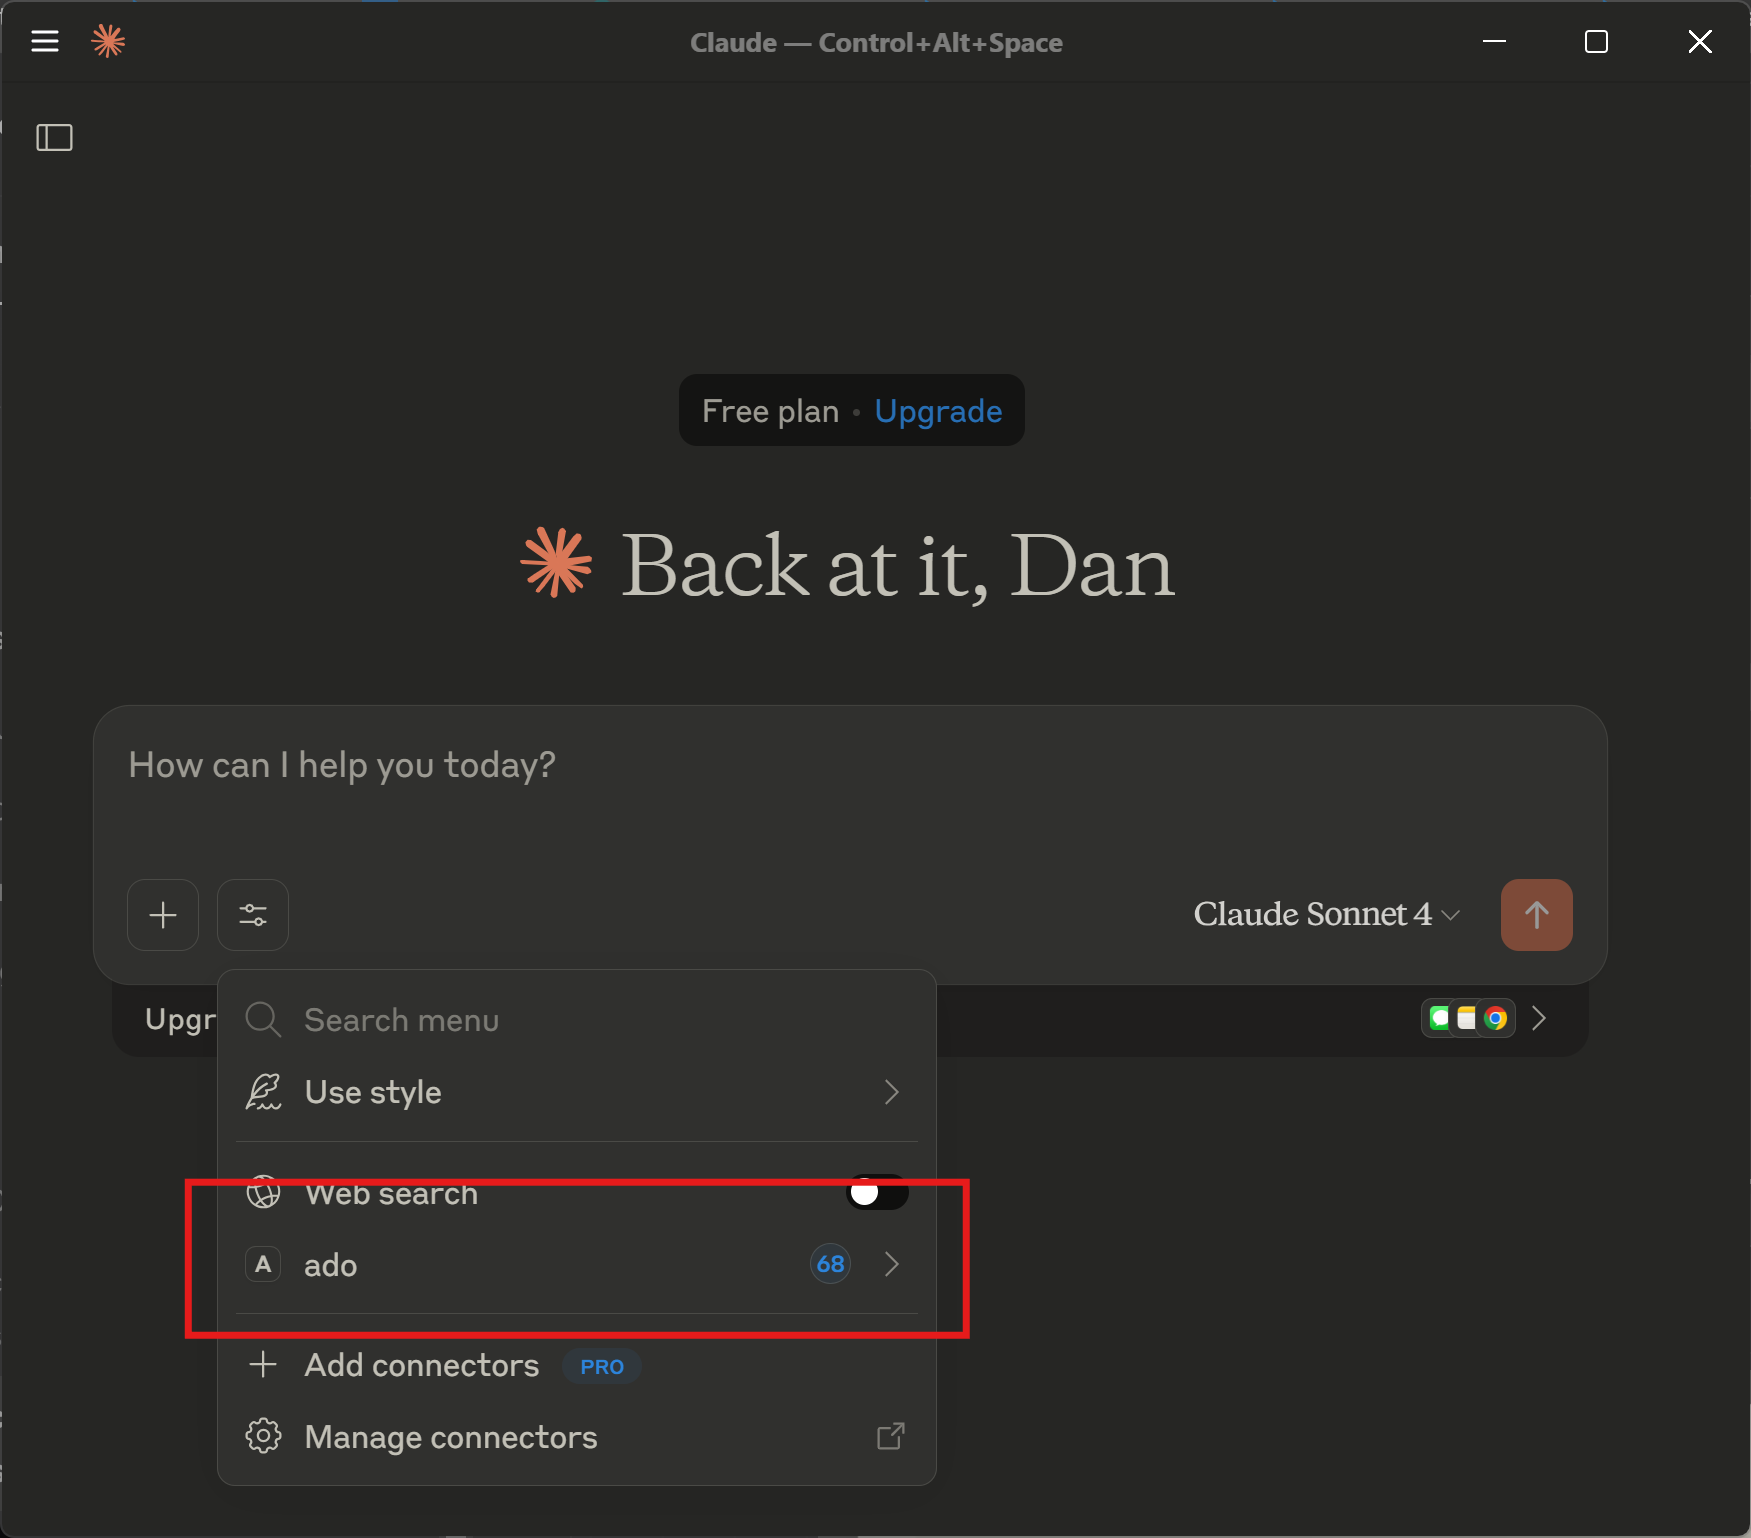 Claude — Control+Alt+Space
Free plan • Upgrade
Back at it, Dan
How can I help you today?
Claude Sonnet 4
Upgr
Search menu
Use style
Web search
A ado 68
Add connectors PRO
Manage connectors